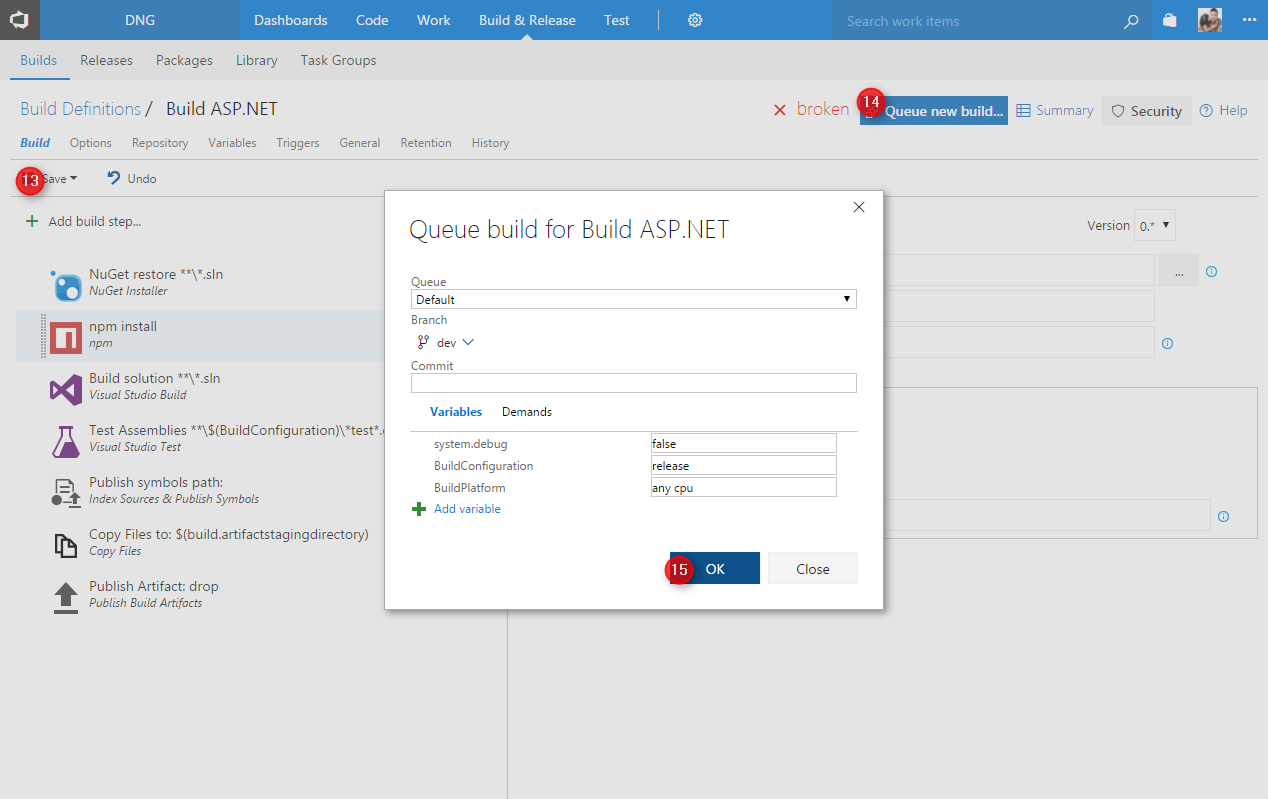 DNG Dashboards Code Work Build & Release Test Search work items
Builds Releases Packages Library Task Groups
Build Definitions / Build ASP.NET
broken 14 Queue new build... Summary Security Help
Build Options Repository Variables Triggers General Retention History
13 ave Undo
Add build step...
Version 0.*
NuGet restore **\*.sln
NuGet Installer
...
npm install
npm
Build solution **\*.sln
Visual Studio Build
Test Assemblies **\$(BuildConfiguration)\*test*.
Visual Studio Test
Publish symbols path:
Index Sources & Publish Symbols
Copy Files to: $(build.artifactstagingdirectory)
Copy Files
Publish Artifact: drop
Publish Build Artifacts
Queue build for Build ASP.NET
Queue
Default
Branch
dev
Commit
Variables Demands
system.debug false
BuildConfiguration release
BuildPlatform any cpu
Add variable
15 OK Close